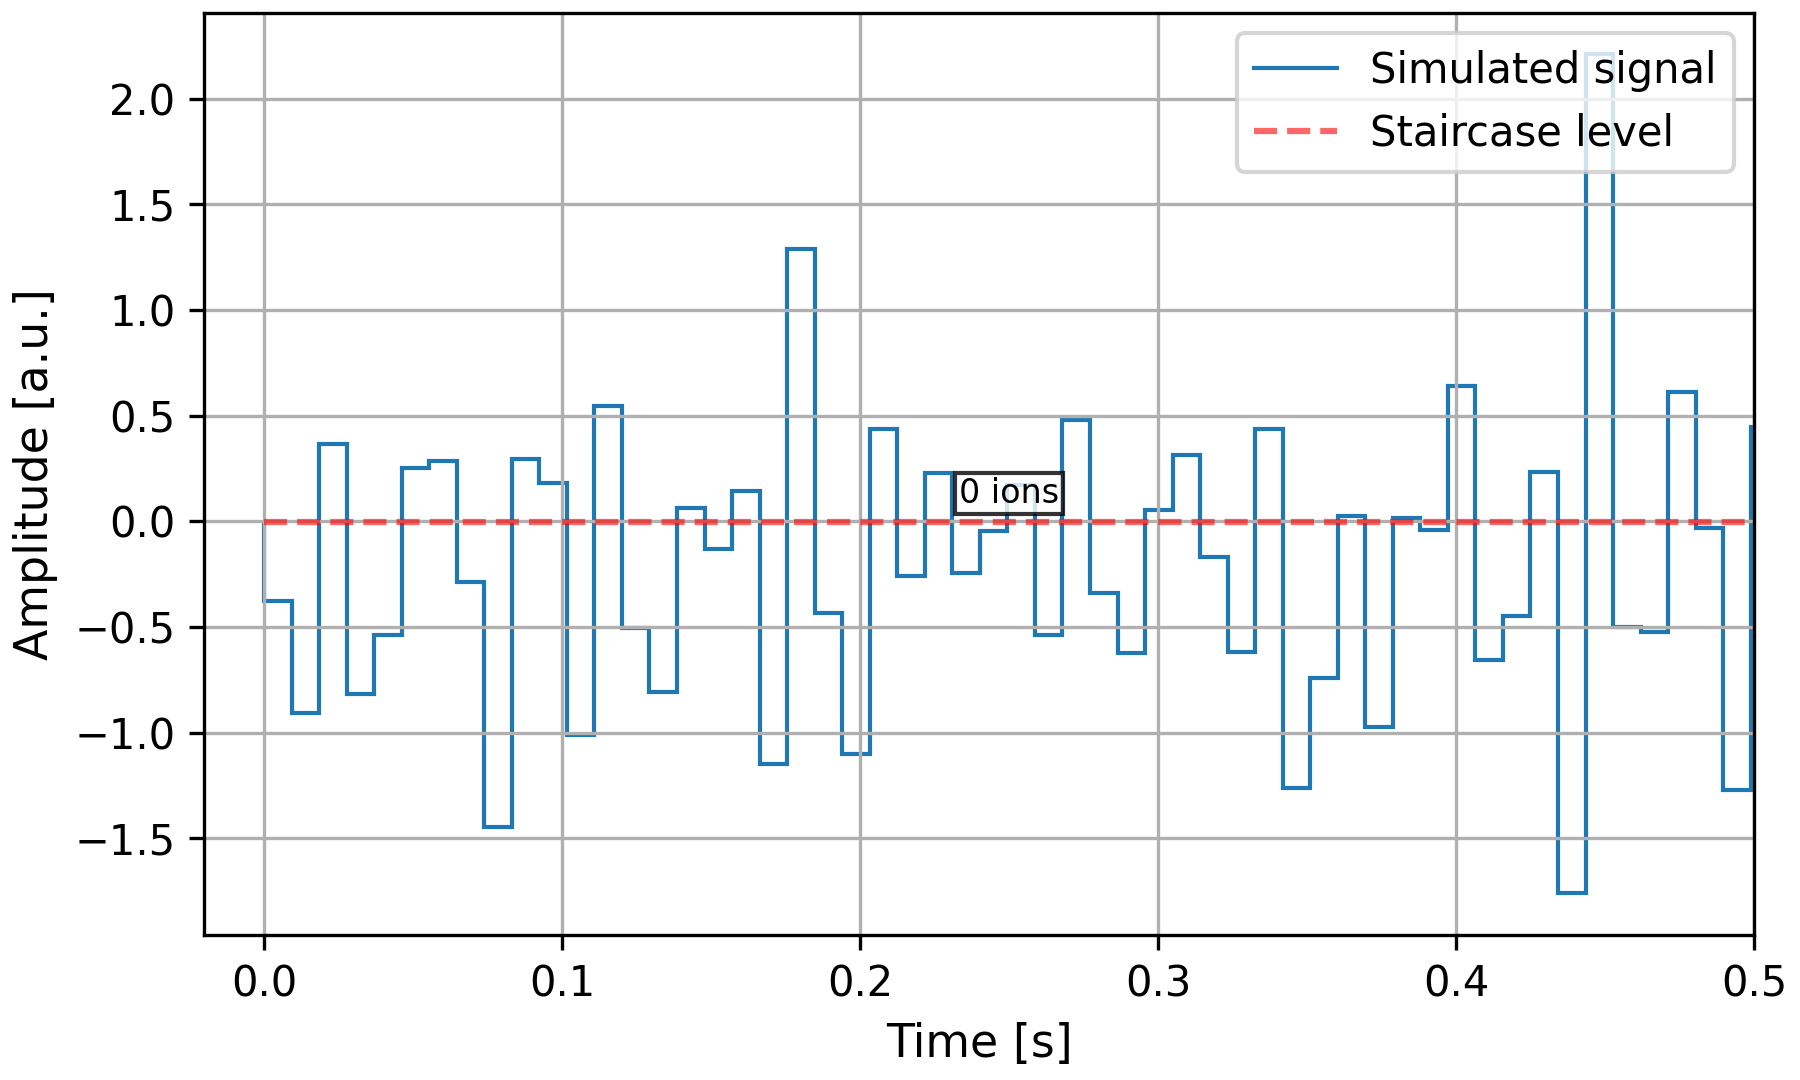 Simulated signal
Staircase level
2.0
1.5
1.0
0.5
0.0
−0.5
−1.0
−1.5
Amplitude [a.u.]
0 ions
0.0 0.1 0.2 0.3 0.4 0.5
Time [s]